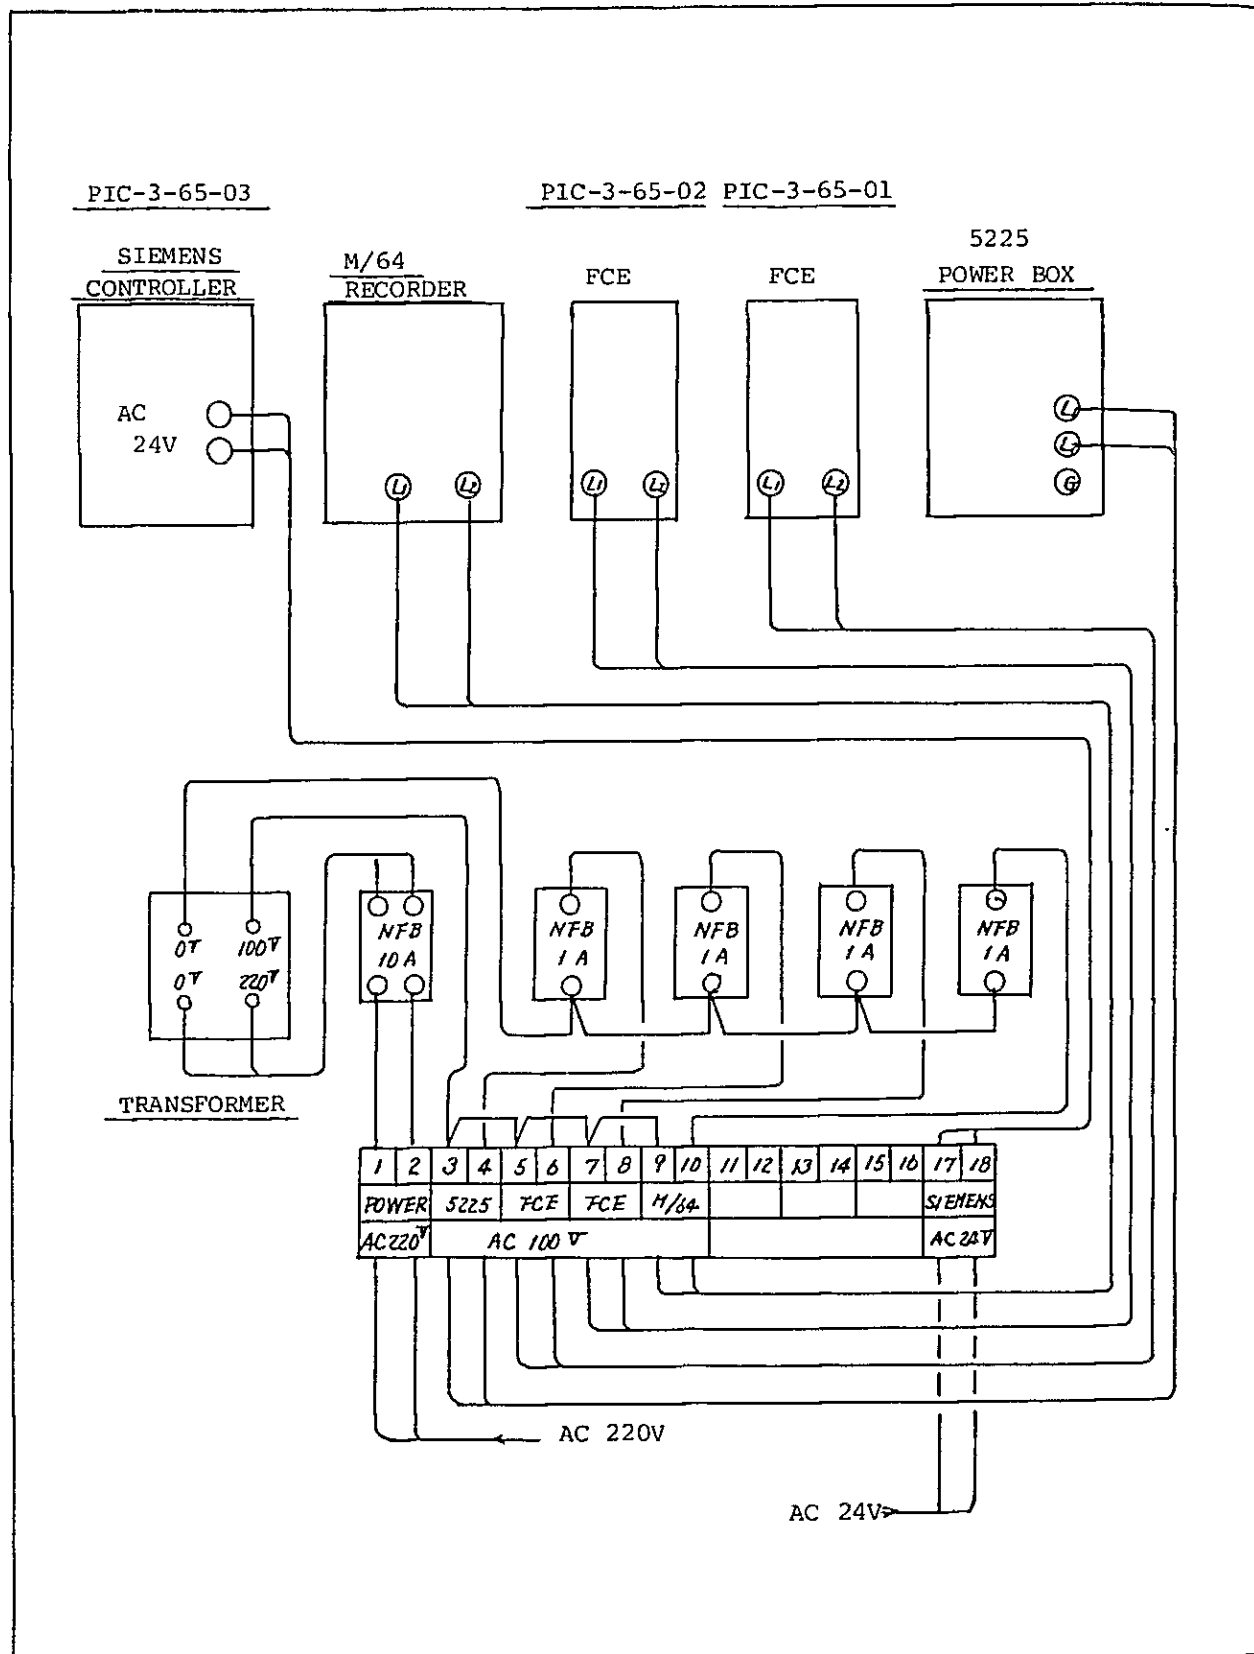 PIC-3-65-03
PIC-3-65-02 PIC-3-65-01
SIEMENS
CONTROLLER
M/64
RECORDER
FCE
FCE
5225
POWER BOX
AC
24V
L1
L2
L1
L2
L1
L2
L1
L2
G
0V
100V
0V
220V
TRANSFORMER
NFB
10A
NFB
1A
NFB
1A
NFB
1A
NFB
1A
1 2 3 4 5 6 7 8 9 10 11 12 13 14 15 16 17 18
POWER 5225 FCE FCE M/64 SIEMENS
AC220V AC 100V AC24V
AC 220V
AC 24V